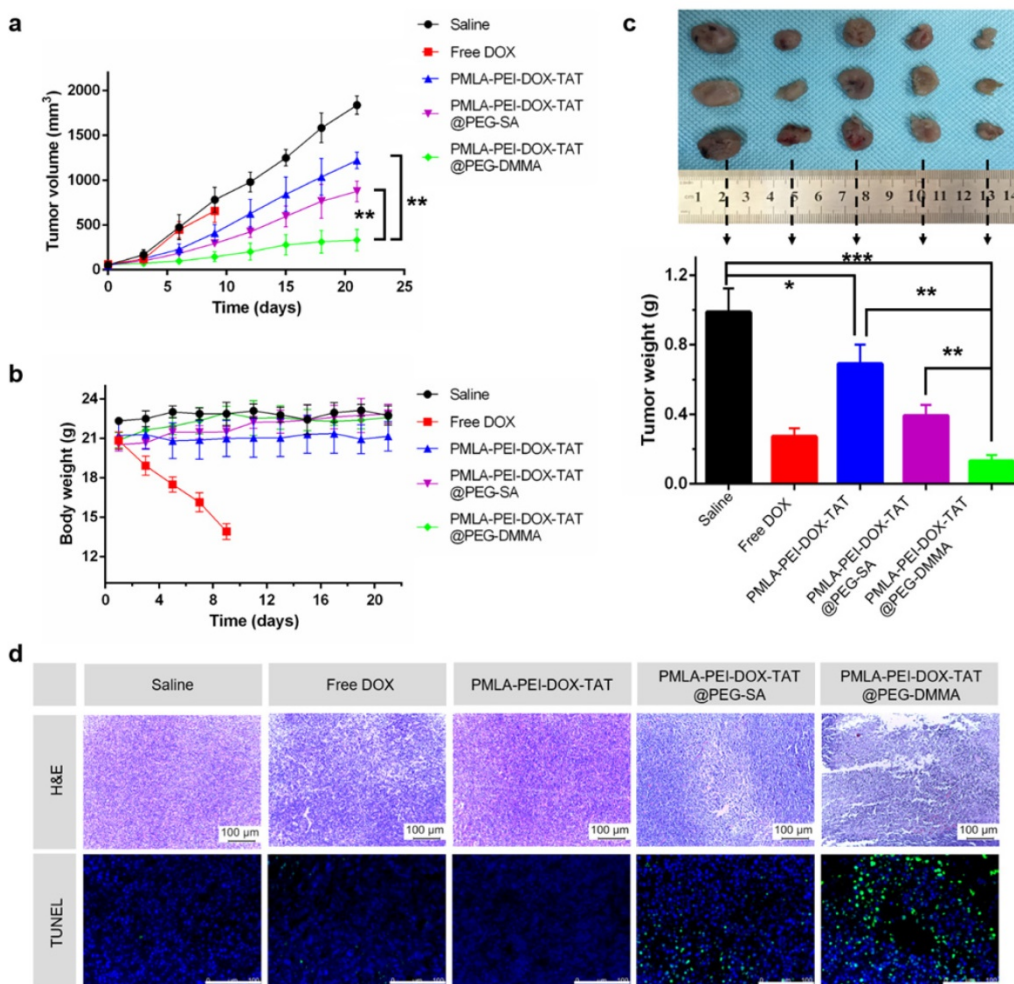 a
Tumor volume (mm³)
2000
1500
1000
500
0
0 5 10 15 20 25
Time (days)
Saline
Free DOX
PMLA-PEI-DOX-TAT
PMLA-PEI-DOX-TAT
@PEG-SA
PMLA-PEI-DOX-TAT
@PEG-DMMA
**
**
b
Body weight (g)
24
21
18
15
12
0 4 8 12 16 20
Time (days)
Saline
Free DOX
PMLA-PEI-DOX-TAT
PMLA-PEI-DOX-TAT
@PEG-SA
PMLA-PEI-DOX-TAT
@PEG-DMMA
c
1 2 3 4 5 6 7 8 9 10 11 12 13 14
Tumor weight (g)
1.2
0.8
0.4
0.0
***
*
**
**
Saline
Free DOX
PMLA-PEI-DOX-TAT
PMLA-PEI-DOX-TAT
@PEG-SA
PMLA-PEI-DOX-TAT
@PEG-DMMA
d
Saline
Free DOX
PMLA-PEI-DOX-TAT
PMLA-PEI-DOX-TAT
@PEG-SA
PMLA-PEI-DOX-TAT
@PEG-DMMA
H&E
100 μm
100 μm
100 μm
100 μm
100 μm
TUNEL